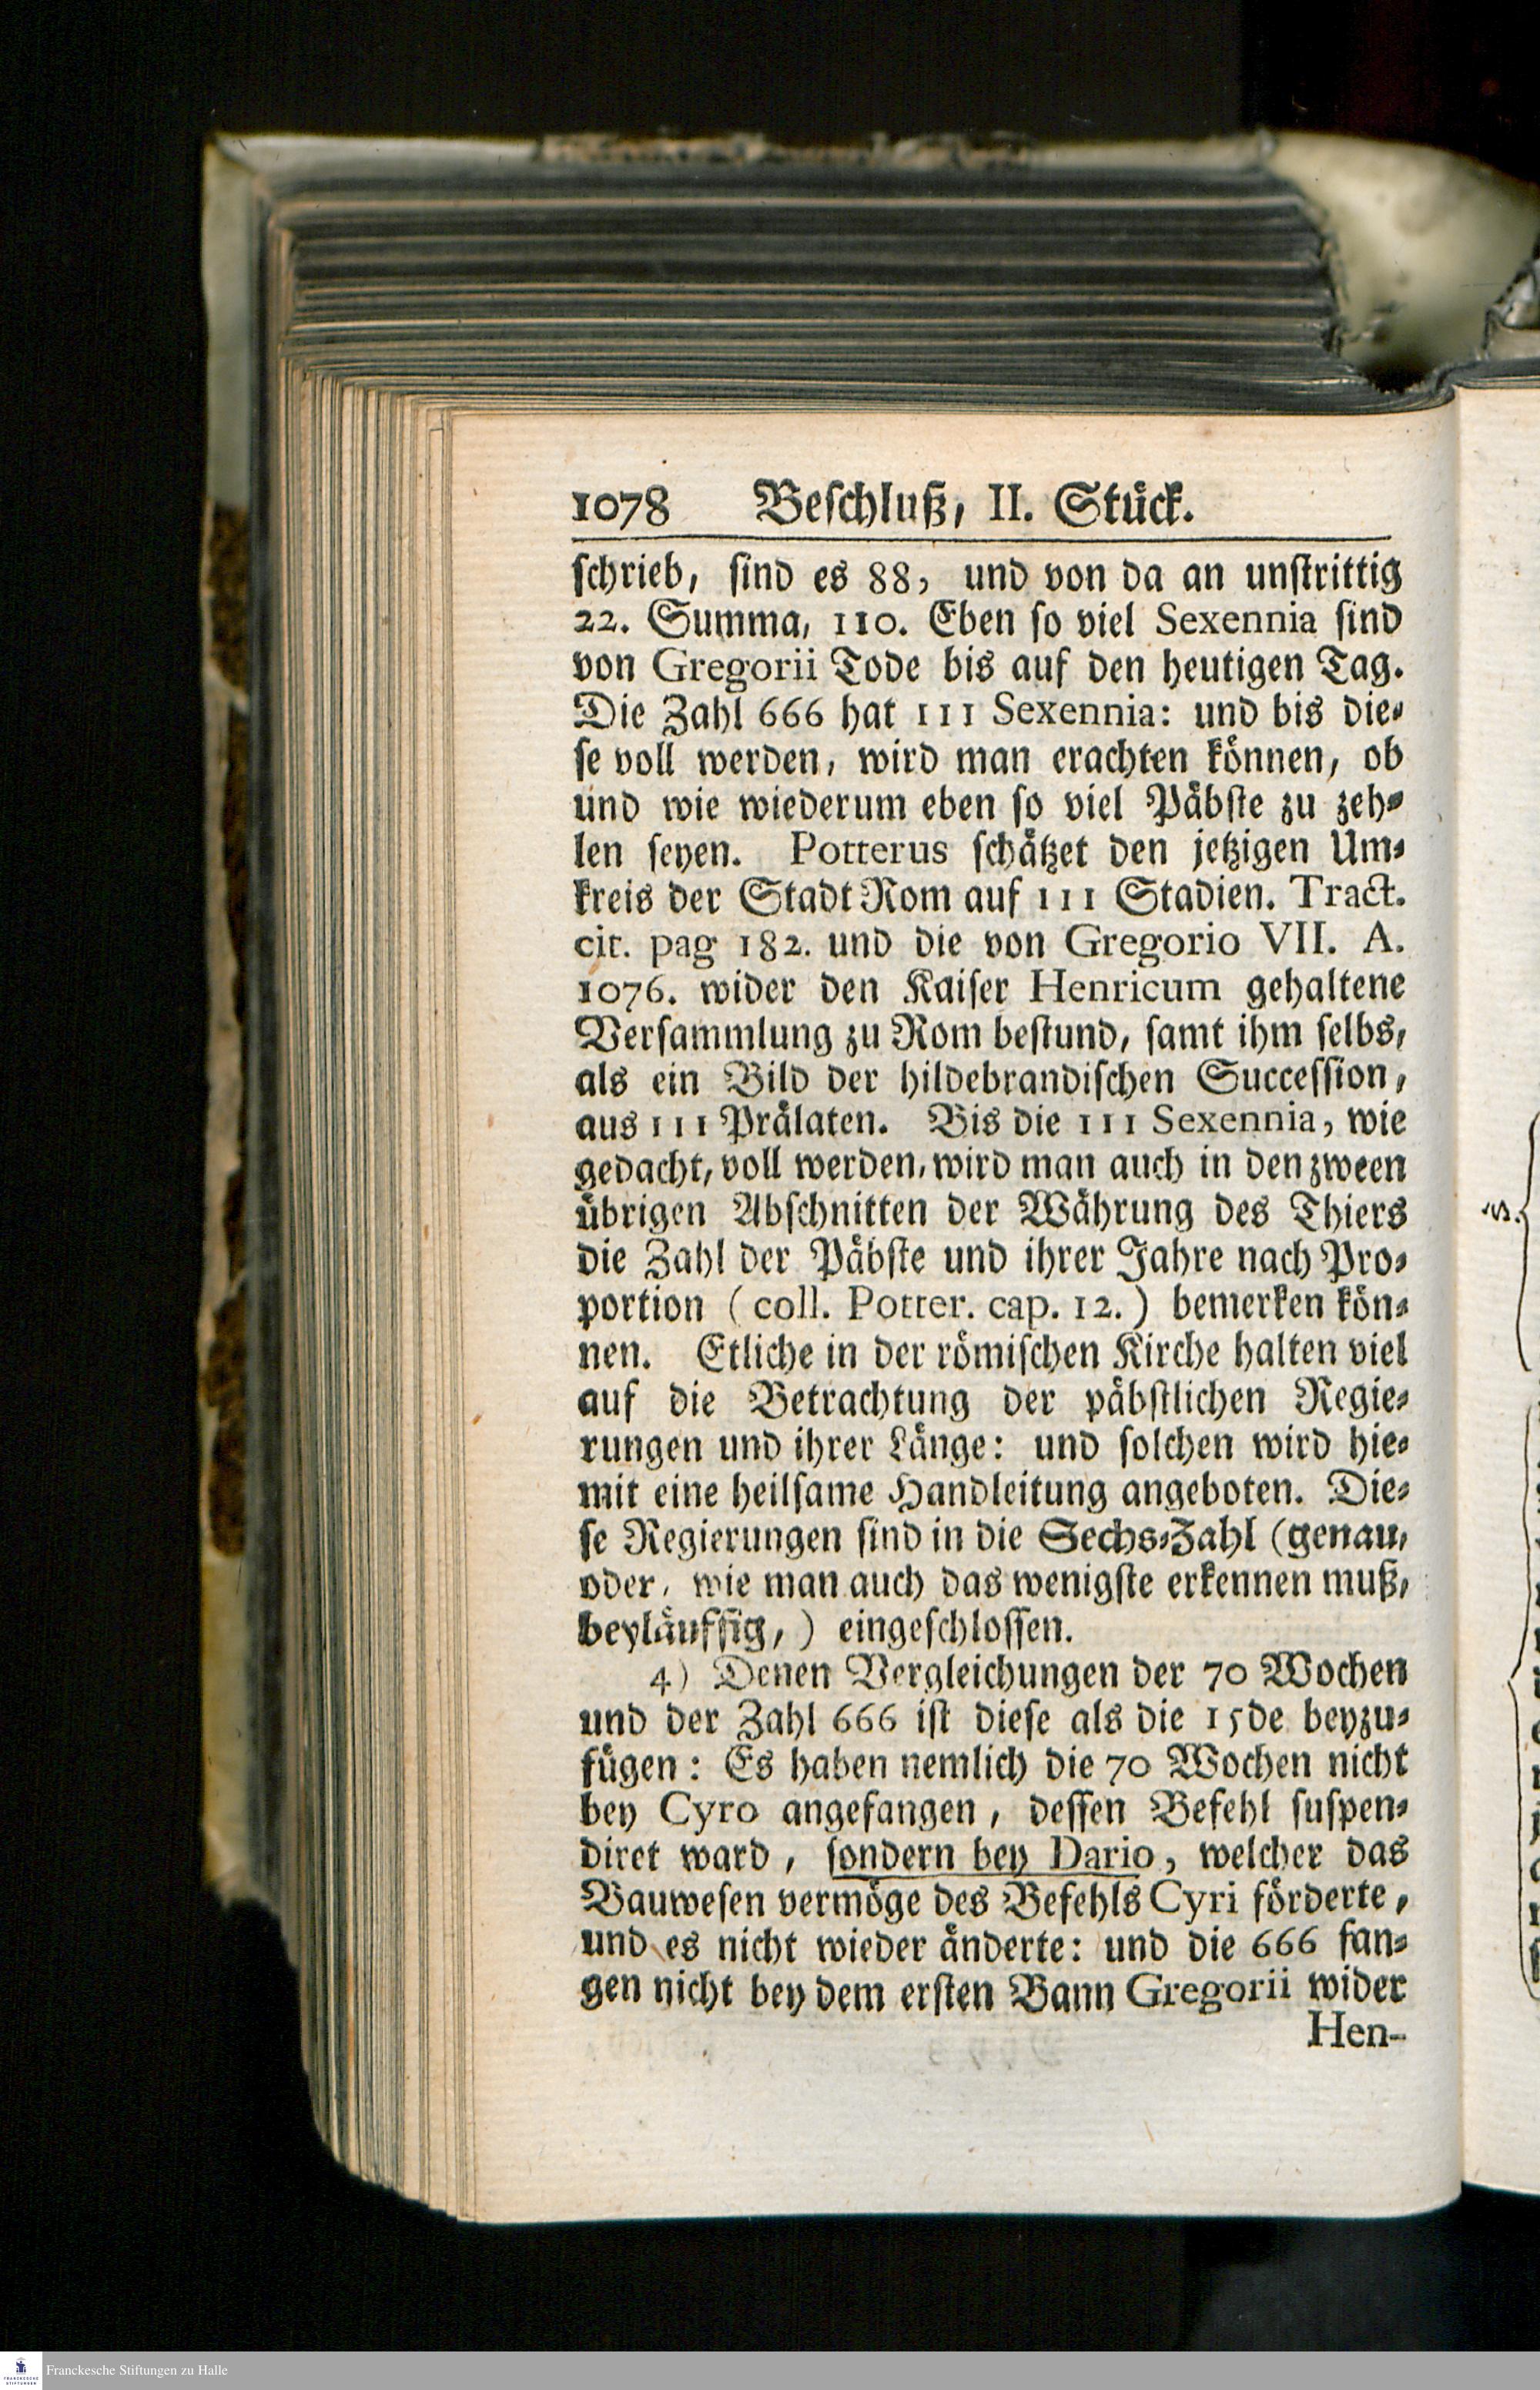 1078 Beschluß, II. Stück.
schrieb, sind es 88, und von da an unstrittig
22. Summa, 110. Eben so viel Sexennia sind
von Gregorii Tode bis auf den heutigen Tag.
Die Zahl 666 hat 111 Sexennia: und bis die-
se voll werden, wird man erachten können, ob
und wie wiederum eben so viel Päbste zu zeh-
len seyen. Potterus schätzet den jetzigen Um-
kreis der Stadt Rom auf 111 Stadien. Tract.
cit. pag 182. und die von Gregorio VII. A.
1076. wider den Kaiser Henricum gehaltene
Versammlung zu Rom bestund, samt ihm selbs,
als ein Bild der hildebrandischen Succession,
aus 111 Prälaten. Bis die 111 Sexennia, wie
gedacht, voll werden, wird man auch in den zween
übrigen Abschnitten der Währung des Thiers
die Zahl der Päbste und ihrer Jahre nach Pro-
portion (coll. Potter. cap. 12.) bemerken kön-
nen. Etliche in der römischen Kirche halten viel
auf die Betrachtung der päbstlichen Regie-
rungen und ihrer Länge: und solchen wird hie-
mit eine heilsame Handleitung angeboten. Die-
se Regierungen sind in die Sechs-Zahl (genau,
oder, wie man auch das wenigste erkennen muß,
beyläuffig,) eingeschlossen.
4) Denen Vergleichungen der 70 Wochen
und der Zahl 666 ist diese als die 15de beyzu-
fügen: Es haben nemlich die 70 Wochen nicht
bey Cyro angefangen, dessen Befehl suspen-
diret ward, sondern bey Dario, welcher das
Bauwesen vermöge des Befehls Cyri förderte,
und es nicht wieder änderte: und die 666 fan-
gen nicht bey dem ersten Bann Gregorii wider
Hen-
Franckesche Stiftungen zu Halle